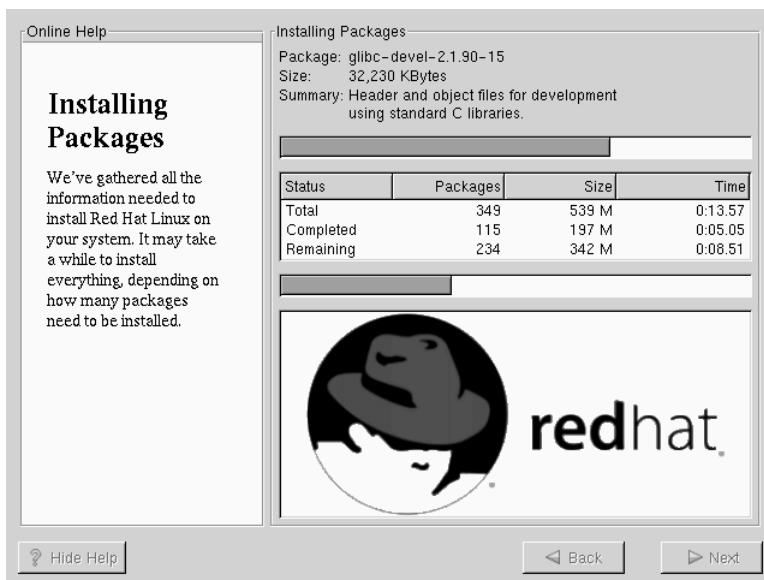 Online Help
Installing
Packages
We've gathered all the
information needed to
install Red Hat Linux on
your system. It may take
a while to install
everything, depending on
how many packages
need to be installed.
Installing Packages
Package: glibc-devel-2.1.90-15
Size: 32,230 KBytes
Summary: Header and object files for development
using standard C libraries.
Status Packages Size Time
Total 349 539 M 0:13.57
Completed 115 197 M 0:05.05
Remaining 234 342 M 0:08.51
redhat.
Hide Help
Back
Next